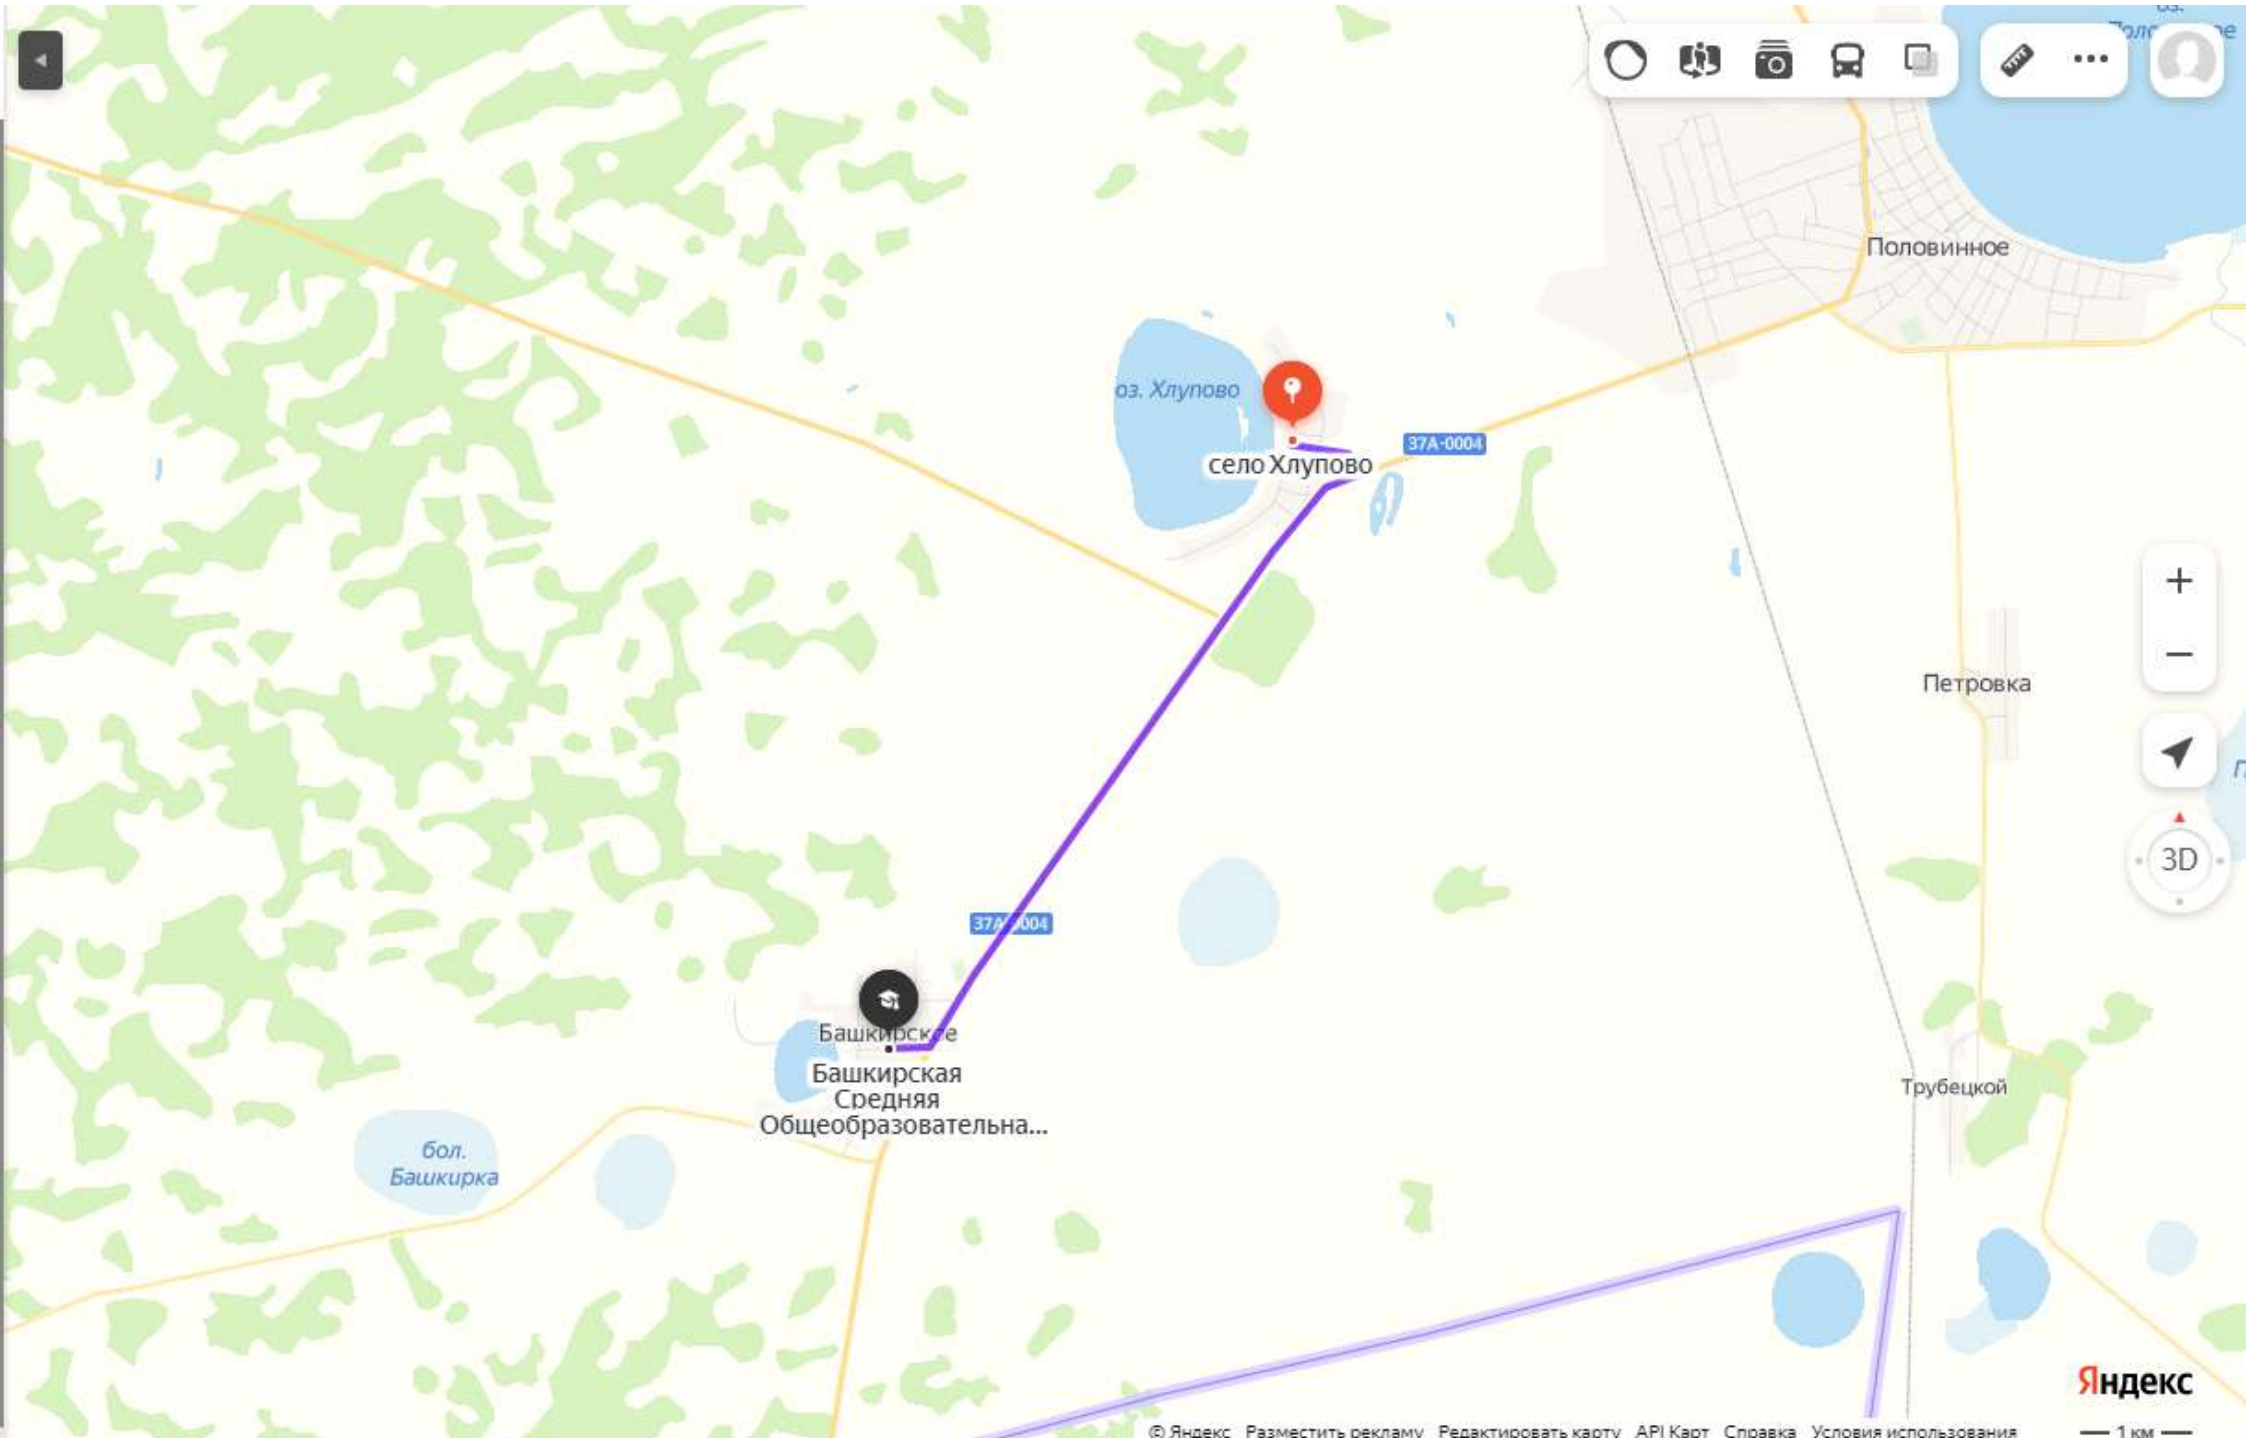 Половинное
оз. Хлупово
37А-0004
село Хлупово
Петровка
3D
37А-0004
Башкирское
Башкирская
Средняя
Общеобразовательна...
Трубецкой
бол.
Башкирка
Яндекс
© Яндекс Разместить рекламу Редактировать карту API Карт Справка Условия использования 1 км